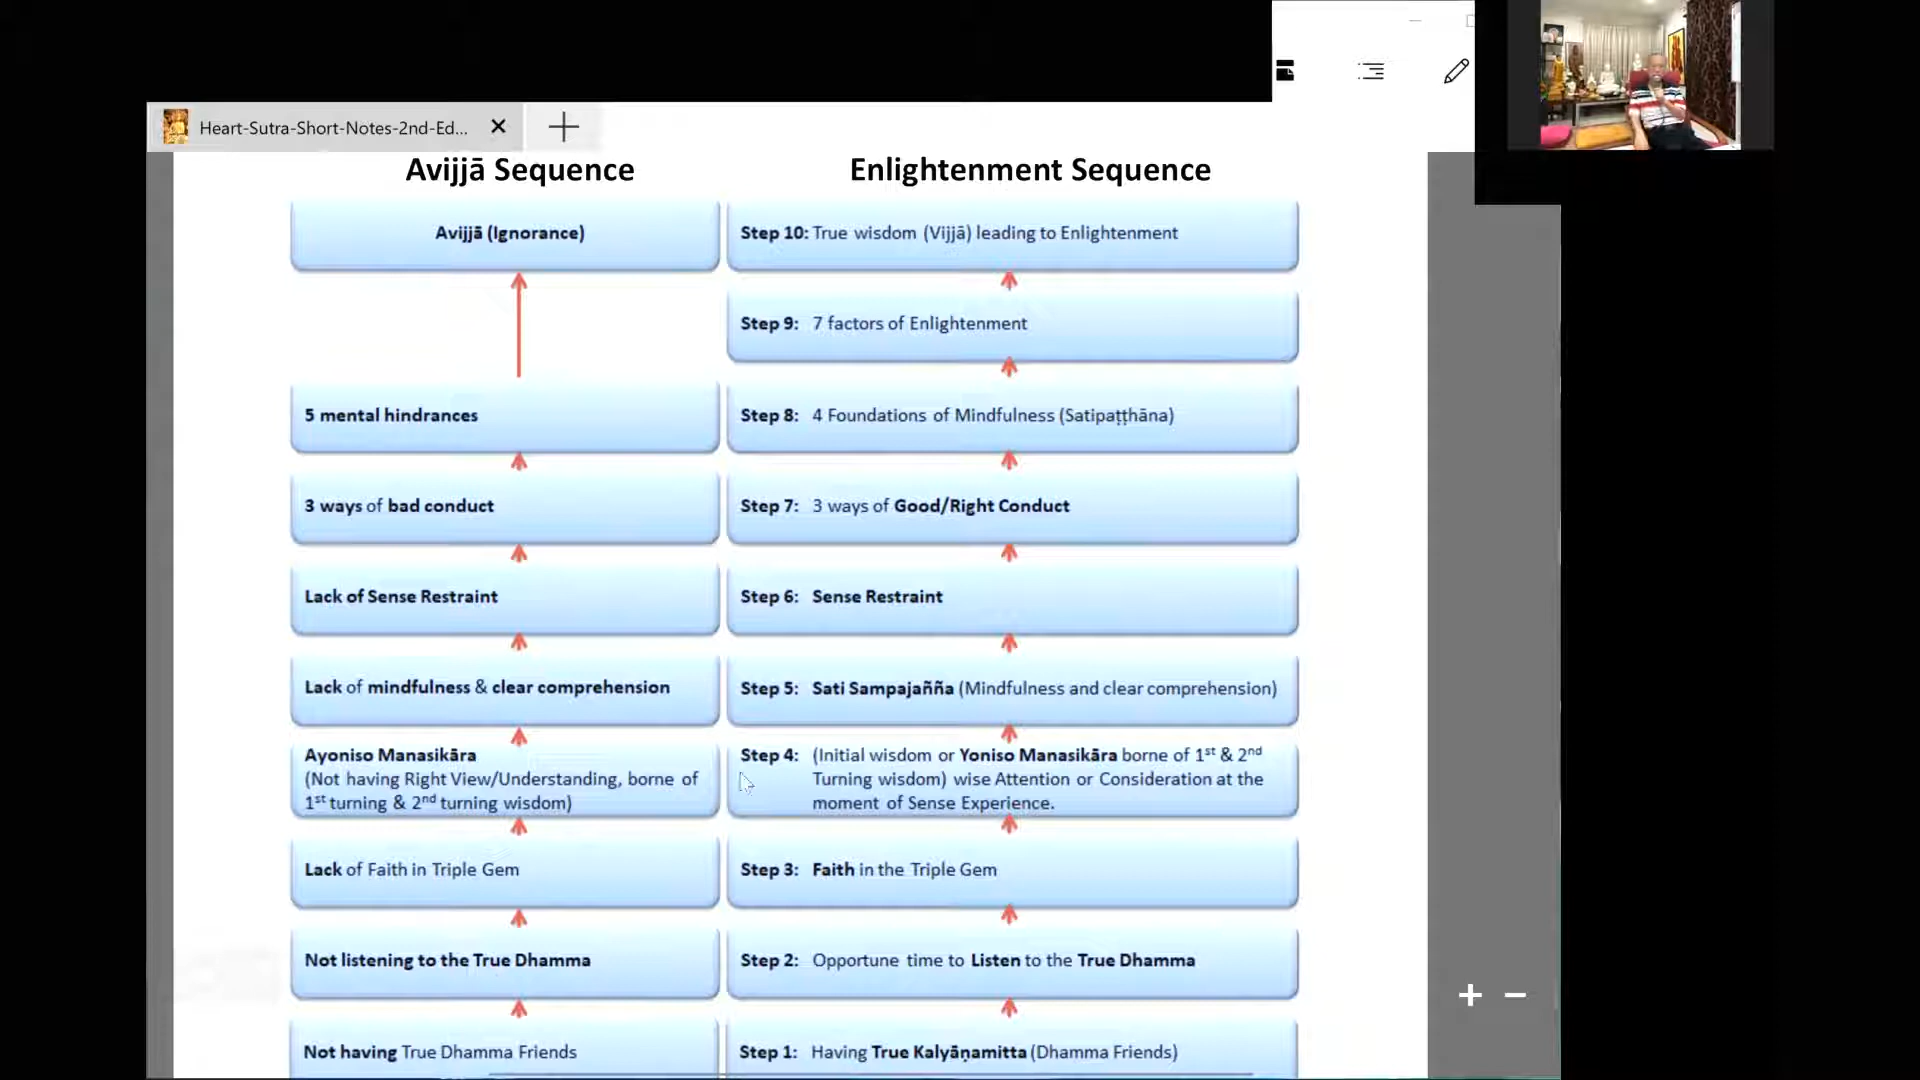 Heart-Sutra-Short-Notes-2nd-Ed...
Avijjā Sequence
Enlightenment Sequence
Avijjā (Ignorance)
Step 10: True wisdom (Vijjā) leading to Enlightenment
Step 9: 7 factors of Enlightenment
5 mental hindrances
Step 8: 4 Foundations of Mindfulness (Satipaṭṭhāna)
3 ways of bad conduct
Step 7: 3 ways of Good/Right Conduct
Lack of Sense Restraint
Step 6: Sense Restraint
Lack of mindfulness & clear comprehension
Step 5: Sati Sampajañña (Mindfulness and clear comprehension)
Ayoniso Manasikāra
(Not having Right View/Understanding, borne of
1st turning & 2nd turning wisdom)
Step 4: (Initial wisdom or Yoniso Manasikāra borne of 1st & 2nd
Turning wisdom) wise Attention or Consideration at the
moment of Sense Experience.
Lack of Faith in Triple Gem
Step 3: Faith in the Triple Gem
Not listening to the True Dhamma
Step 2: Opportune time to Listen to the True Dhamma
Not having True Dhamma Friends
Step 1: Having True Kalyāṇamitta (Dhamma Friends)